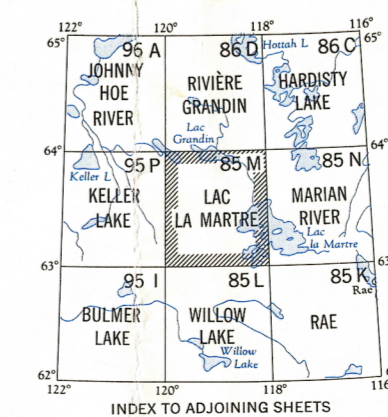 122° 120° 118° 116°
65° 96 A 86 D Hottah L 86 C 65°
JOHNNY
HOE
RIVER
RIVIÈRE
GRANDIN
HARDISTY
LAKE
Lac
Grandin
64° 95 P 85 M 85 N 64°
Keller L
KELLER
LAKE
LAC
LA MARTRE
MARIAN
RIVER
Lac
la Martre
63° 95 I 85 L 85 K 63
Rae
BULMER
LAKE
WILLOW
LAKE
RAE
Willow
Lake
62°
122° 120° 118° 116
INDEX TO ADJOINING SHEETS